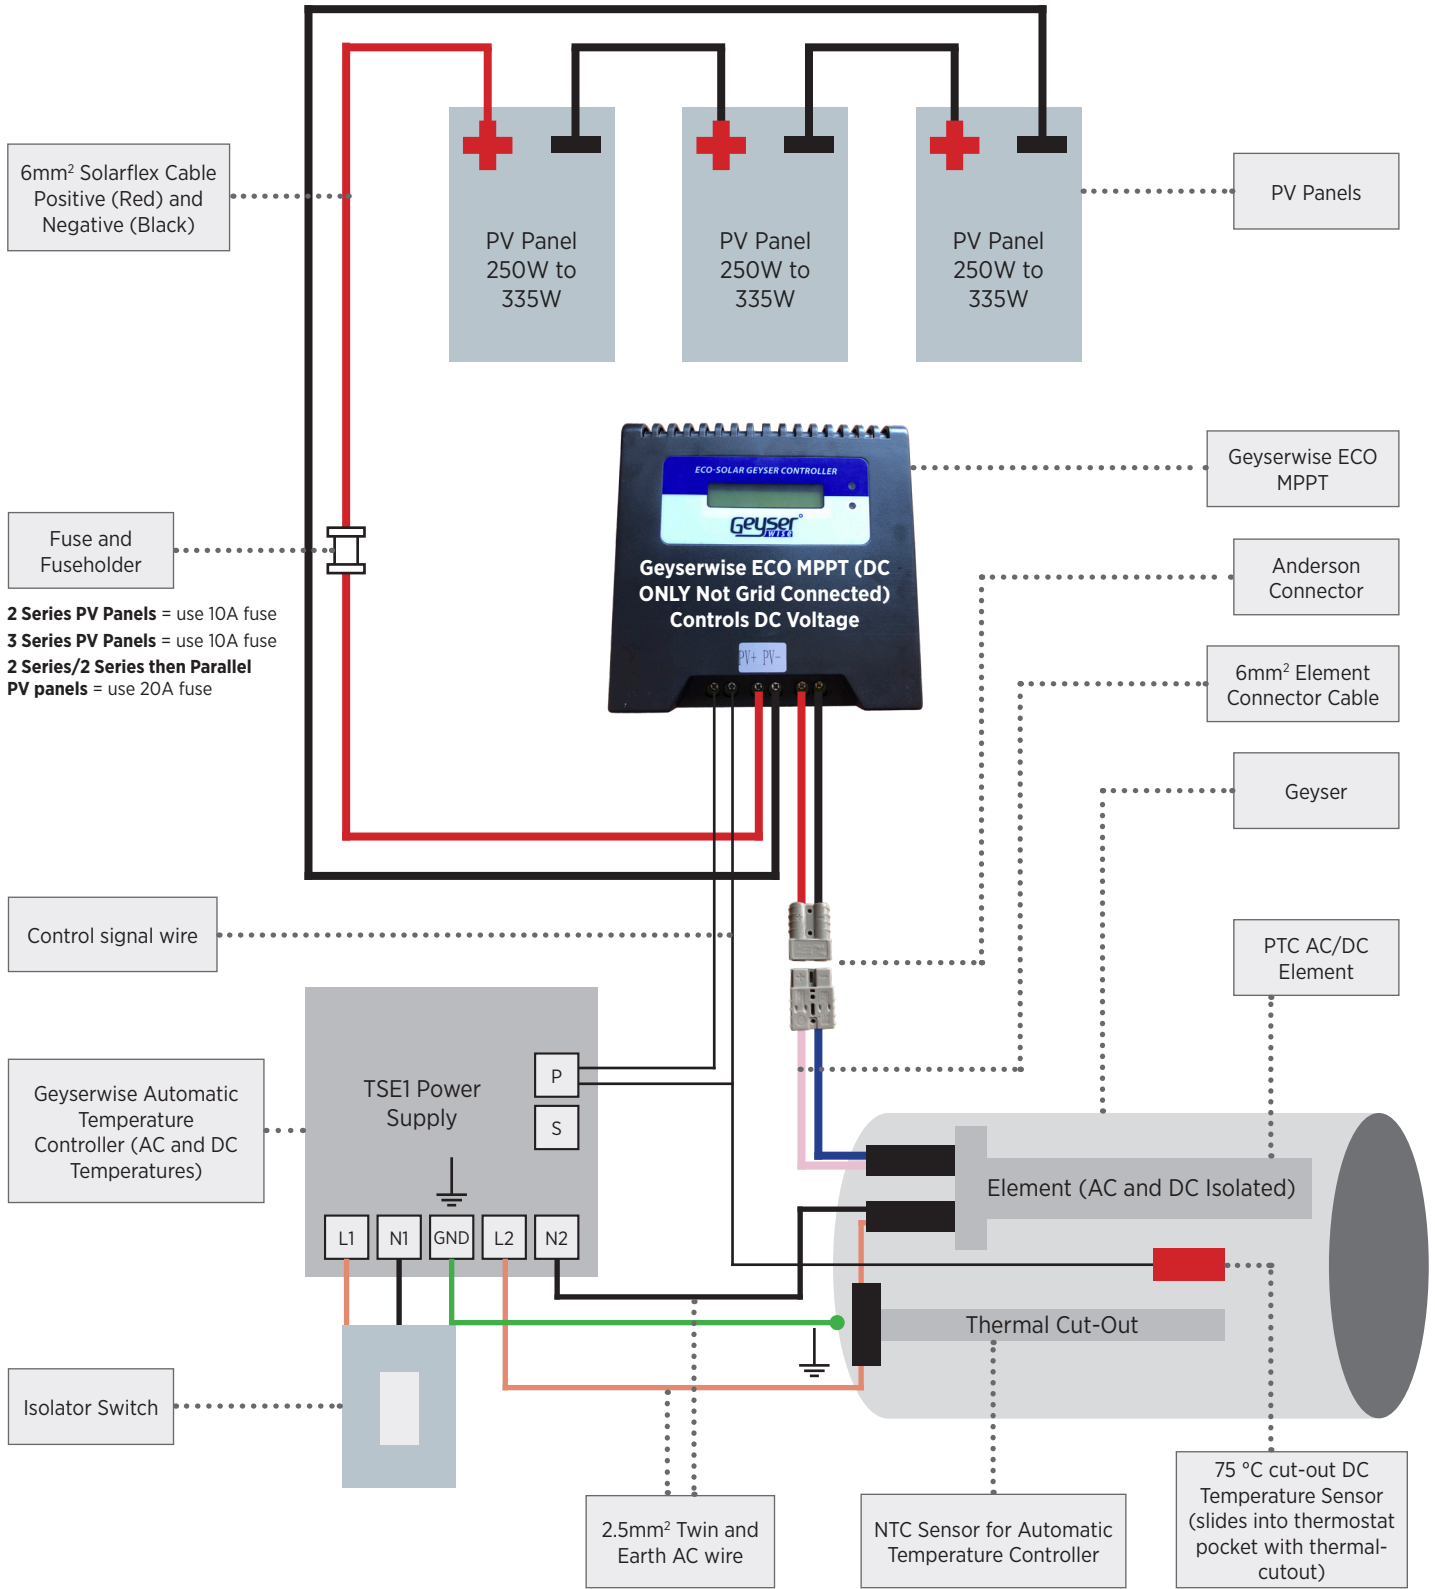 6mm² Solarflex Cable
Positive (Red) and
Negative (Black)
PV Panel
250W to
335W
PV Panel
250W to
335W
PV Panel
250W to
335W
PV Panels
Geyserwise ECO
MPPT
ECO-SOLAR GEYSER CONTROLLER
Geyser
WISE
Geyserwise ECO MPPT (DC
ONLY Not Grid Connected)
Controls DC Voltage
PV+ PV-
Fuse and
Fuseholder
2 Series PV Panels = use 10A fuse
3 Series PV Panels = use 10A fuse
2 Series/2 Series then Parallel
PV panels = use 20A fuse
Anderson
Connector
6mm² Element
Connector Cable
Geyser
Control signal wire
PTC AC/DC
Element
Geyserwise Automatic
Temperature
Controller (AC and DC
Temperatures)
TSE1 Power
Supply
P
S
L1
N1
GND
L2
N2
Element (AC and DC Isolated)
Thermal Cut-Out
Isolator Switch
2.5mm² Twin and
Earth AC wire
NTC Sensor for Automatic
Temperature Controller
75 °C cut-out DC
Temperature Sensor
(slides into thermostat
pocket with thermal-
cutout)